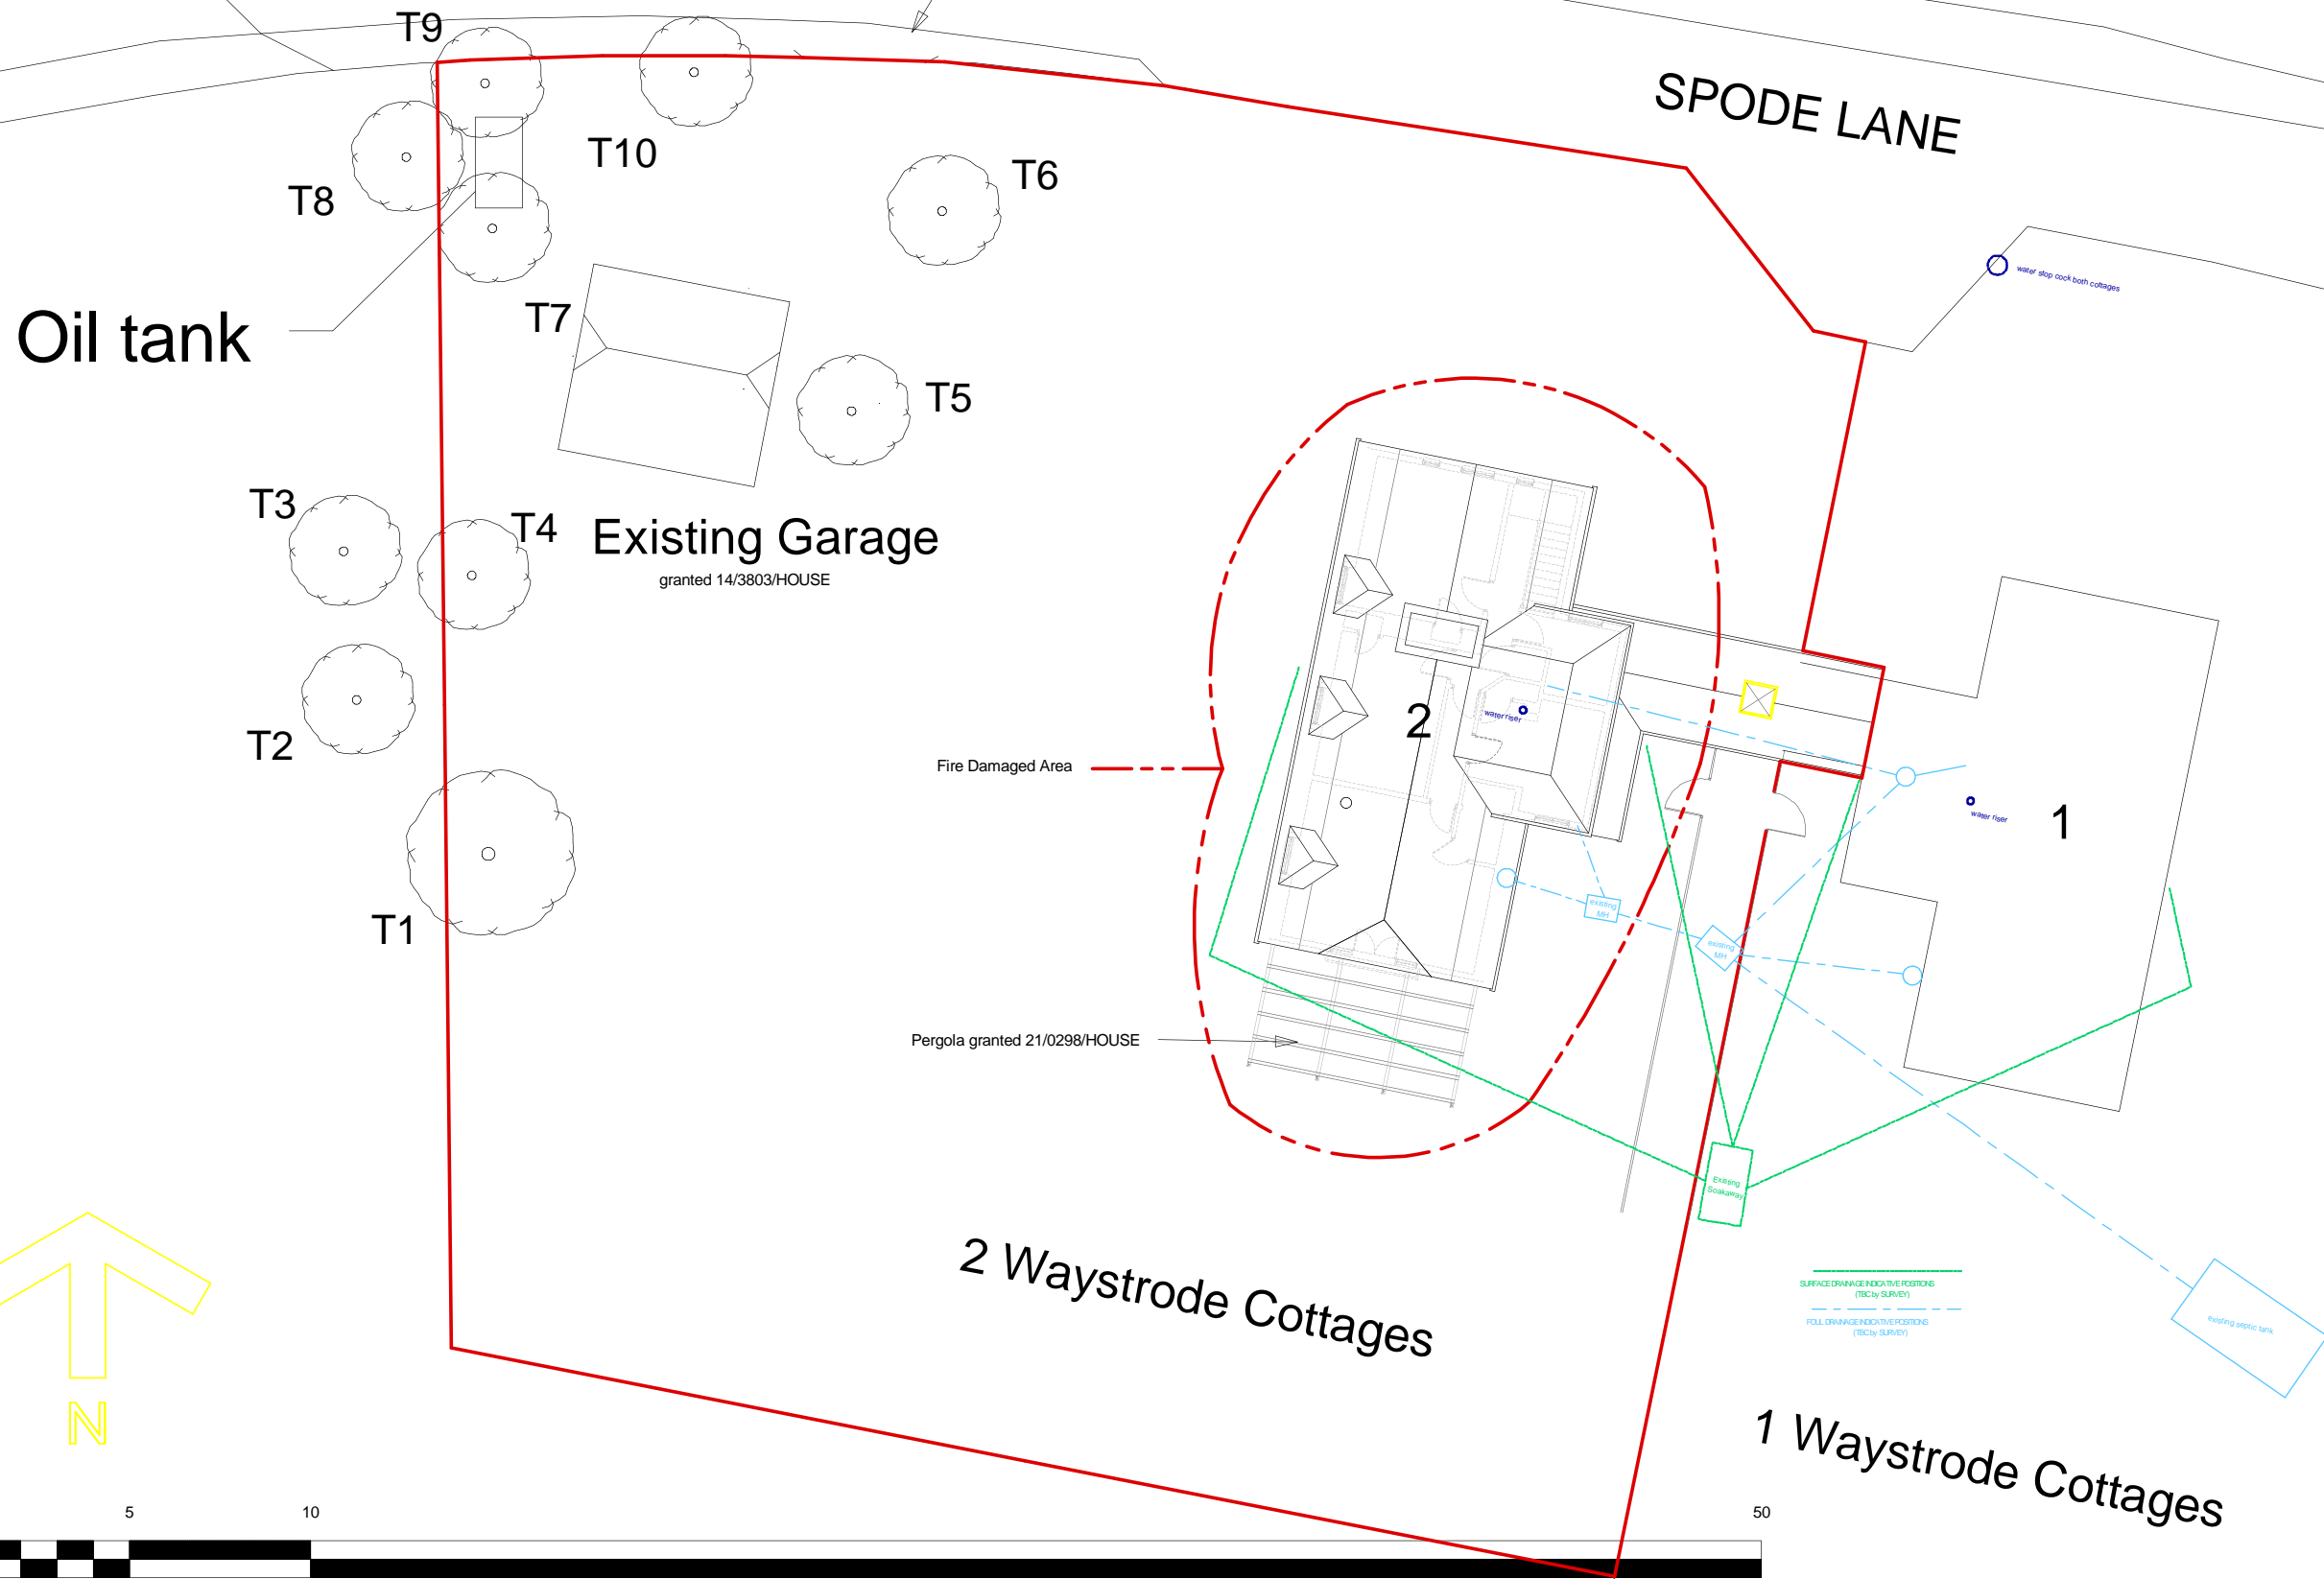 T9
SPODE LANE
T10
T6
T8
water stop cock both cottages
Oil tank
T7
T5
T3
T4
Existing Garage
granted 14/3803/HOUSE
2
water riser
T2
Fire Damaged Area
1
water riser
T1
existing
MH
existing
MH
Pergola granted 21/0298/HOUSE
Existing
Soakaway
2 Waystrode Cottages
SURFACE DRAINAGE INDICATIVE POSITIONS
(TBC by SURVEY)
FOUL DRAINAGE INDICATIVE POSITIONS
(TBC by SURVEY)
existing septic tank
N
1 Waystrode Cottages
5
10
50